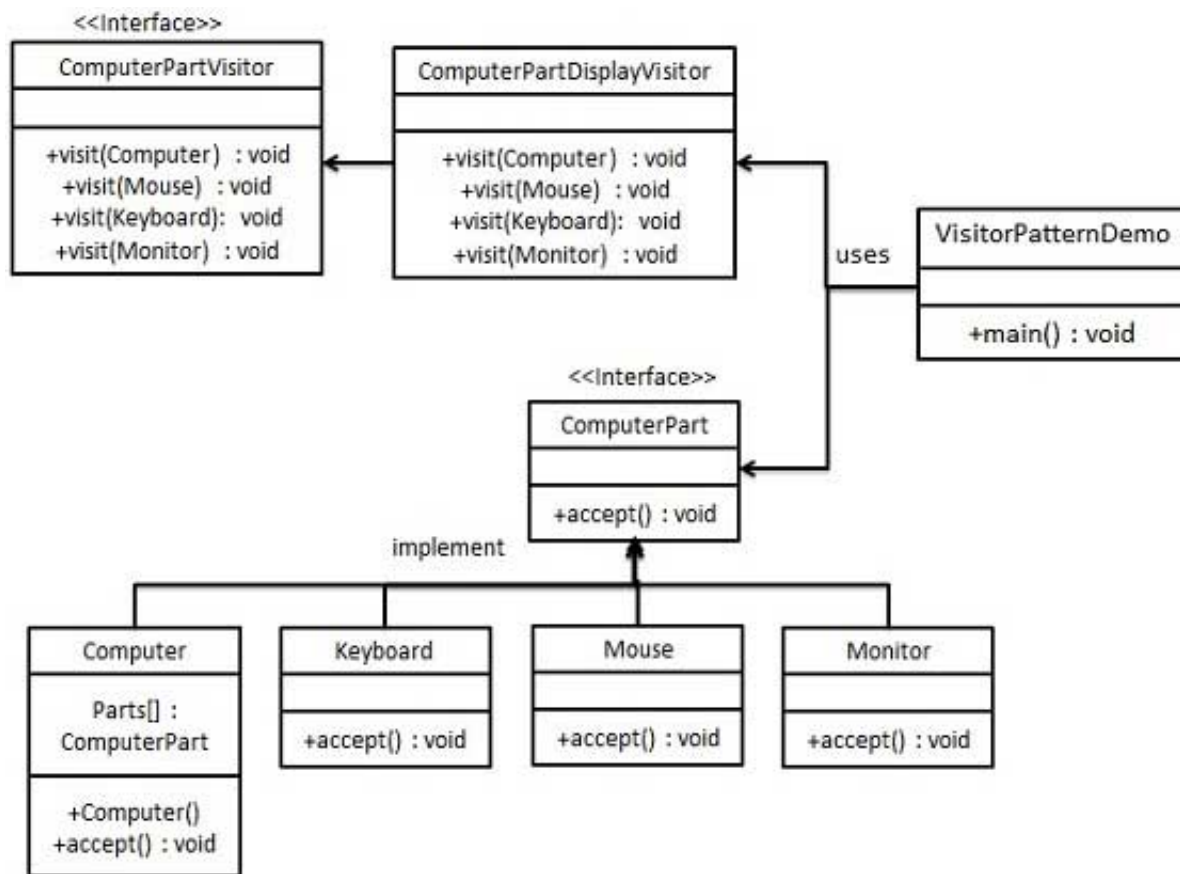 <<Interface>>
ComputerPartVisitor
+visit(Computer) : void
+visit(Mouse) : void
+visit(Keyboard): void
+visit(Monitor) : void
ComputerPartDisplayVisitor
+visit(Computer) : void
+visit(Mouse) : void
+visit(Keyboard): void
+visit(Monitor) : void
uses
VisitorPatternDemo
+main() : void
<<Interface>>
ComputerPart
+accept() : void
implement
Computer
Parts[] :
ComputerPart
+Computer()
+accept() : void
Keyboard
+accept() : void
Mouse
+accept() : void
Monitor
+accept() : void